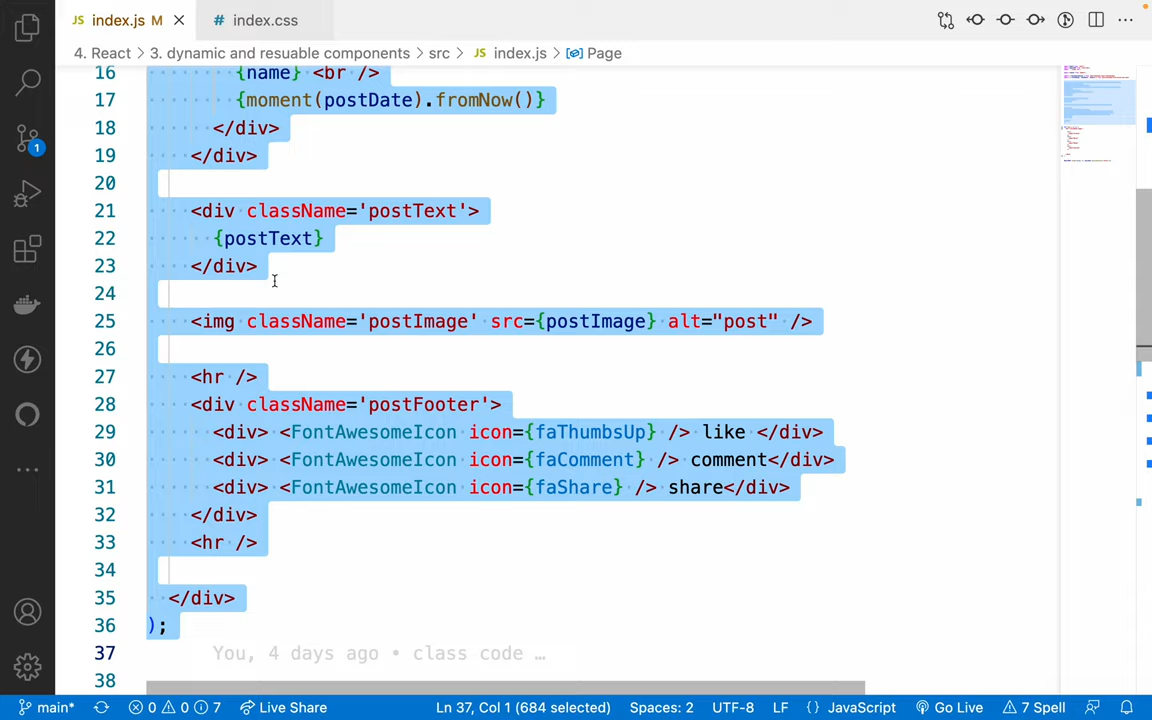 JS index.js M
# index.css
4. React > 3. dynamic and resuable components > src > JS index.js > Page
16 {name} <br />
17 {moment(postDate).fromNow()}
18 </div>
19 </div>
20
21 <div className='postText'>
22 {postText}
23 </div>
24
25 <img className='postImage' src={postImage} alt="post" />
26
27 <hr />
28 <div className='postFooter'>
29 <div> <FontAwesomeIcon icon={faThumbsUp} /> like </div>
30 <div> <FontAwesomeIcon icon={faComment} /> comment</div>
31 <div> <FontAwesomeIcon icon={faShare} /> share</div>
32 </div>
33 <hr />
34
35 </div>
36 );
37 You, 4 days ago • class code …
38
1
main* 0 0 7 Live Share Ln 37, Col 1 (684 selected) Spaces: 2 UTF-8 LF {} JavaScript Go Live 7 Spell